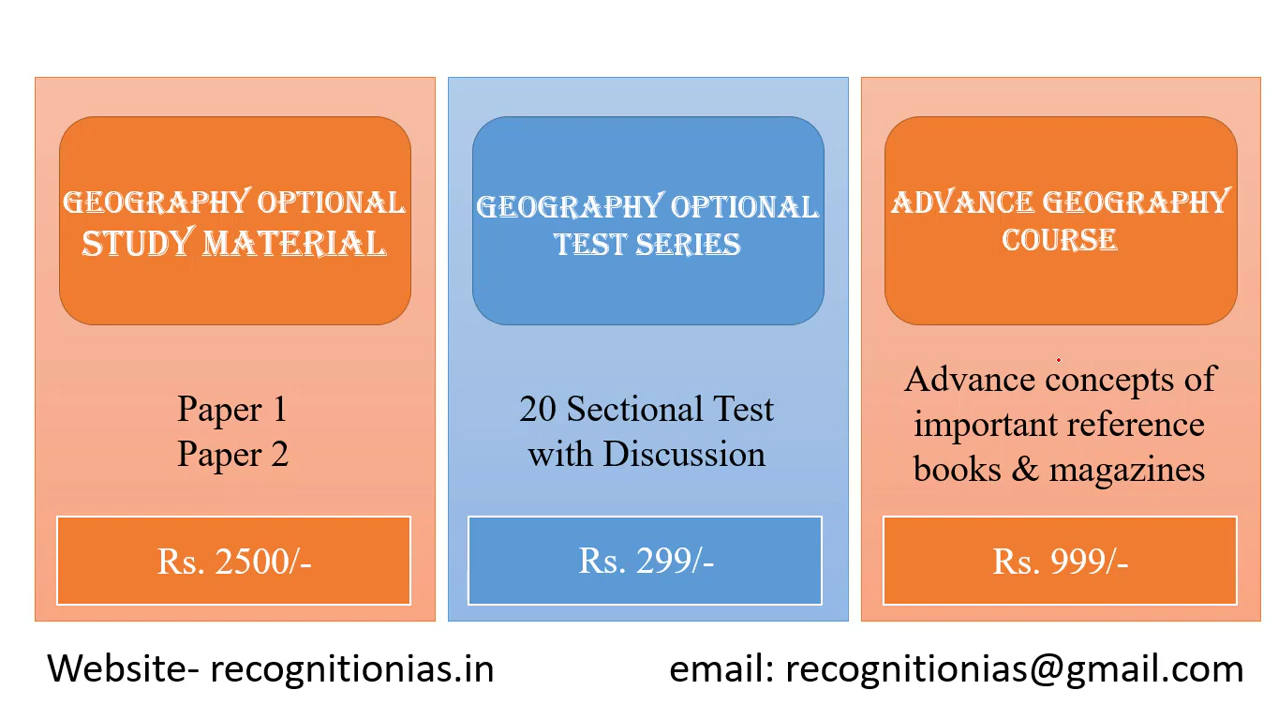 GEOGRAPHY OPTIONAL
STUDY MATERIAL
Paper 1
Paper 2
Rs. 2500/-
GEOGRAPHY OPTIONAL
TEST SERIES
20 Sectional Test
with Discussion
Rs. 299/-
ADVANCE GEOGRAPHY
COURSE
Advance concepts of
important reference
books & magazines
Rs. 999/-
Website- recognitionias.in
email: recognitionias@gmail.com